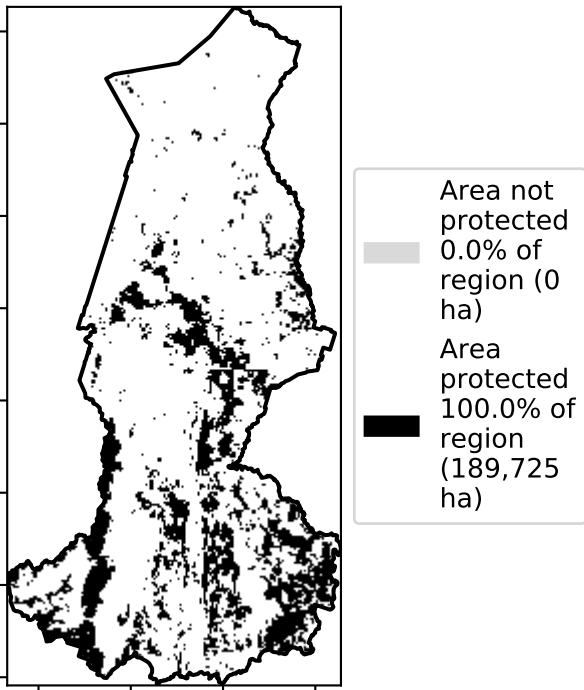 Area not
protected
0.0% of
region (0
ha)
Area
protected
100.0% of
region
(189,725
ha)